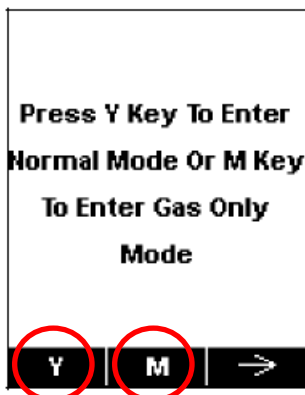 Press Y Key To Enter
Normal Mode Or M Key
To Enter Gas Only
Mode
Y M →